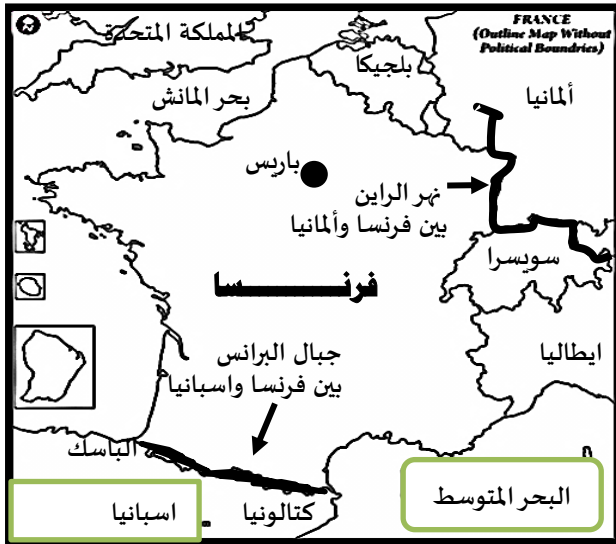 FRANCE
(Outline Map Without
Political Boundries)
المملكة المتحدة
بلجيكا
ألمانيا
بحر المانش
باريس
نهر الراين
بين فرنسا وألمانيا
سويسرا
فرنــــــــسا
ايطاليا
جبال البرانس
بين فرنسا واسبانيا
الباسك
البحر المتوسط
كتالونيا
اسبانيا